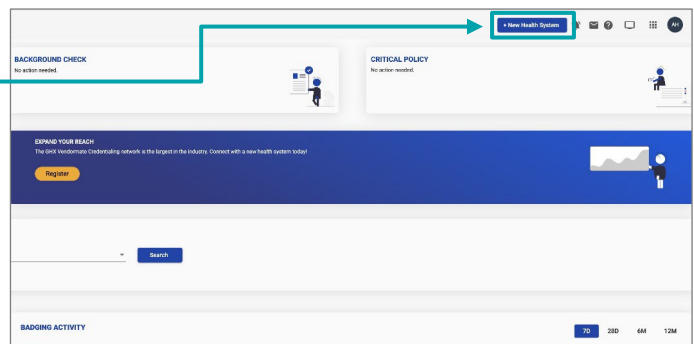 + New Health System
AH
BACKGROUND CHECK
No action needed.
CRITICAL POLICY
No action needed.
EXPAND YOUR REACH
The GHX Vendormate Credentialing network is the largest in the industry. Connect with a new health system today!
Register
Search
BADGING ACTIVITY
7D 28D 6M 12M